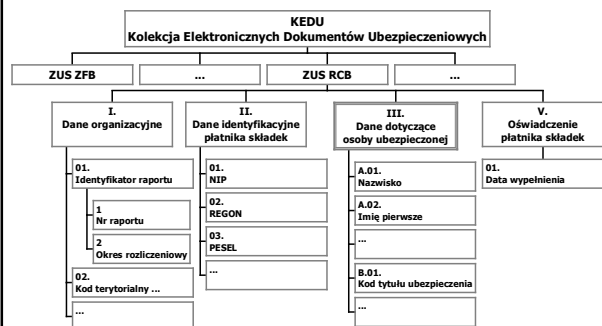 KEDU
Kolekcja Elektronicznych Dokumentów Ubezpieczeniowych
ZUS ZFB
...
ZUS RCB
...
I.
Dane organizacyjne
01.
Identyfikator raportu
1
Nr raportu
2
Okres rozliczeniowy
02.
Kod terytorialny ...
...
II.
Dane identyfikacyjne
płatnika składek
01.
NIP
02.
REGON
03.
PESEL
...
III.
Dane dotyczące
osoby ubezpieczonej
A.01.
Nazwisko
A.02.
Imię pierwsze
...
B.01.
Kod tytułu ubezpieczenia
...
V.
Oświadczenie
płatnika składek
01.
Data wypełnienia